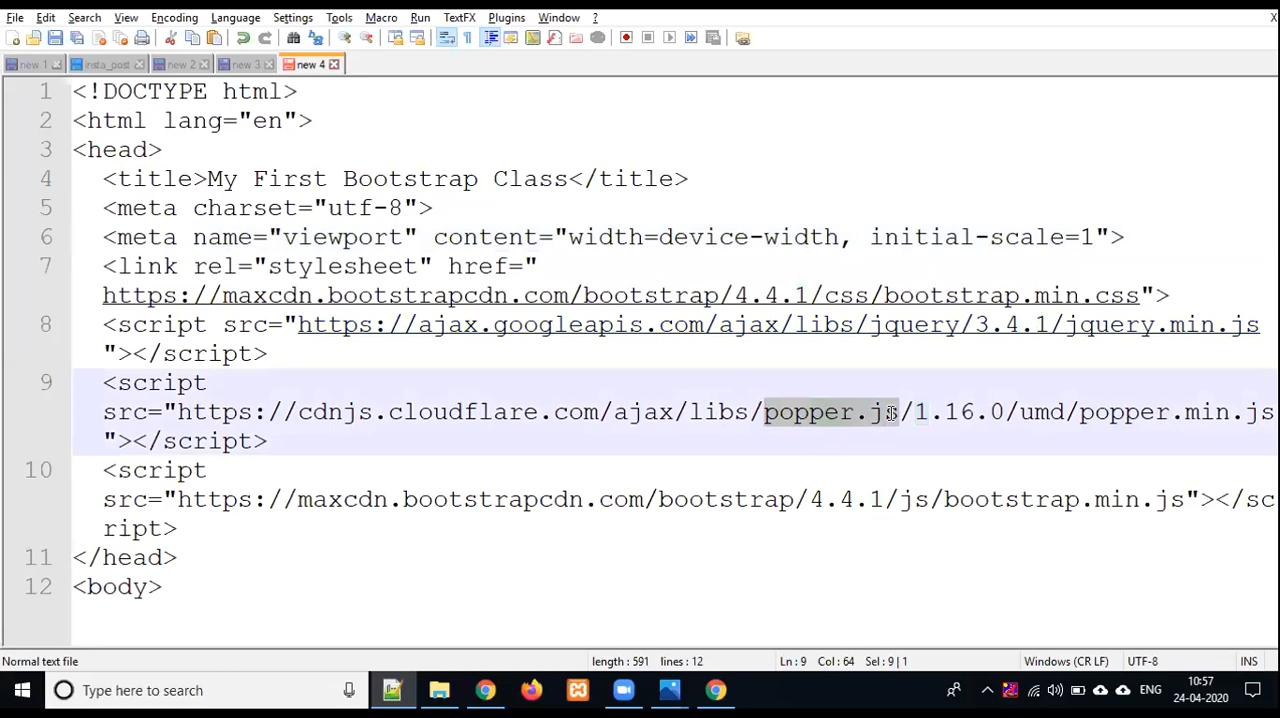 File Edit Search View Encoding Language Settings Tools Macro Run TextFX Plugins Window ? X
new 1 insta_post new 2 new 3 new 4
1 <!DOCTYPE html>
2 <html lang="en">
3 <head>
4 <title>My First Bootstrap Class</title>
5 <meta charset="utf-8">
6 <meta name="viewport" content="width=device-width, initial-scale=1">
7 <link rel="stylesheet" href="
https://maxcdn.bootstrapcdn.com/bootstrap/4.4.1/css/bootstrap.min.css">
8 <script src="https://ajax.googleapis.com/ajax/libs/jquery/3.4.1/jquery.min.js
"></script>
9 <script
src="https://cdnjs.cloudflare.com/ajax/libs/popper.js/1.16.0/umd/popper.min.js
"></script>
10 <script
src="https://maxcdn.bootstrapcdn.com/bootstrap/4.4.1/js/bootstrap.min.js"></sc
ript>
11 </head>
12 <body>
Normal text file length : 591 lines : 12 Ln : 9 Col : 64 Sel : 9 | 1 Windows (CR LF) UTF-8 INS
Type here to search ENG 10:57
24-04-2020